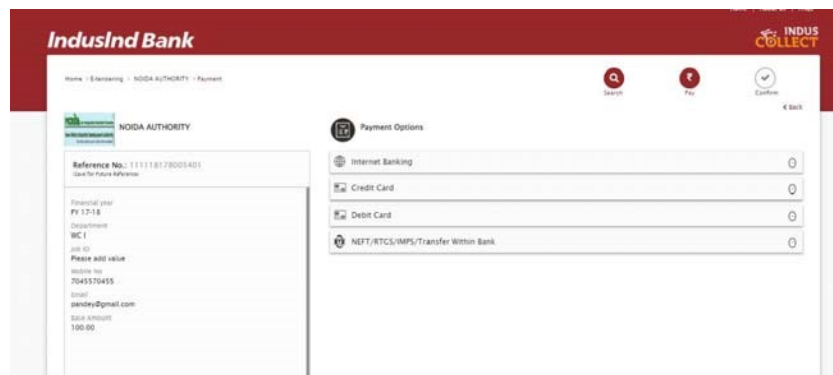 IndusInd Bank
INDUS
COLLECT
Home > Etendering > NOIDA AUTHORITY > Payment
Search
Pay
Confirm
< Back
NOIDA AUTHORITY
Payment Options
Reference No.: 111118178005401
(Save for Future Reference)
Internet Banking
Credit Card
Debit Card
NEFT/RTGS/IMPS/Transfer Within Bank
Financial year
FY 17-18
Department
WC I
Job ID
Please add value
Mobile No
7045570455
Email
pandey@gmail.com
Base Amount
100.00